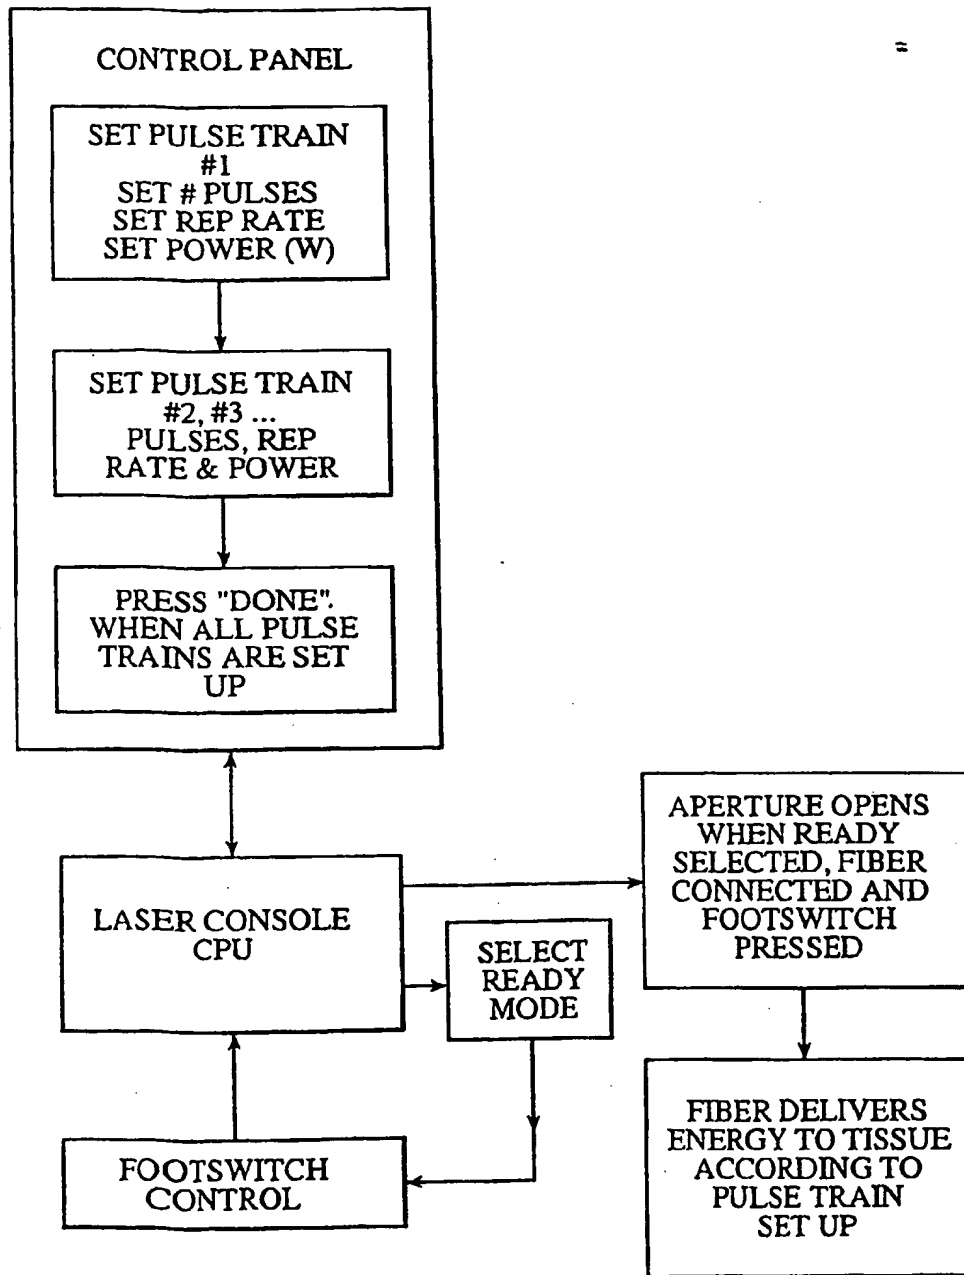 CONTROL PANEL
SET PULSE TRAIN
#1
SET # PULSES
SET REP RATE
SET POWER (W)
SET PULSE TRAIN
#2, #3 ...
PULSES, REP
RATE & POWER
PRESS "DONE".
WHEN ALL PULSE
TRAINS ARE SET
UP
LASER CONSOLE
CPU
SELECT
READY
MODE
FOOTSWITCH
CONTROL
APERTURE OPENS
WHEN READY
SELECTED, FIBER
CONNECTED AND
FOOTSWITCH
PRESSED
FIBER DELIVERS
ENERGY TO TISSUE
ACCORDING TO
PULSE TRAIN
SET UP